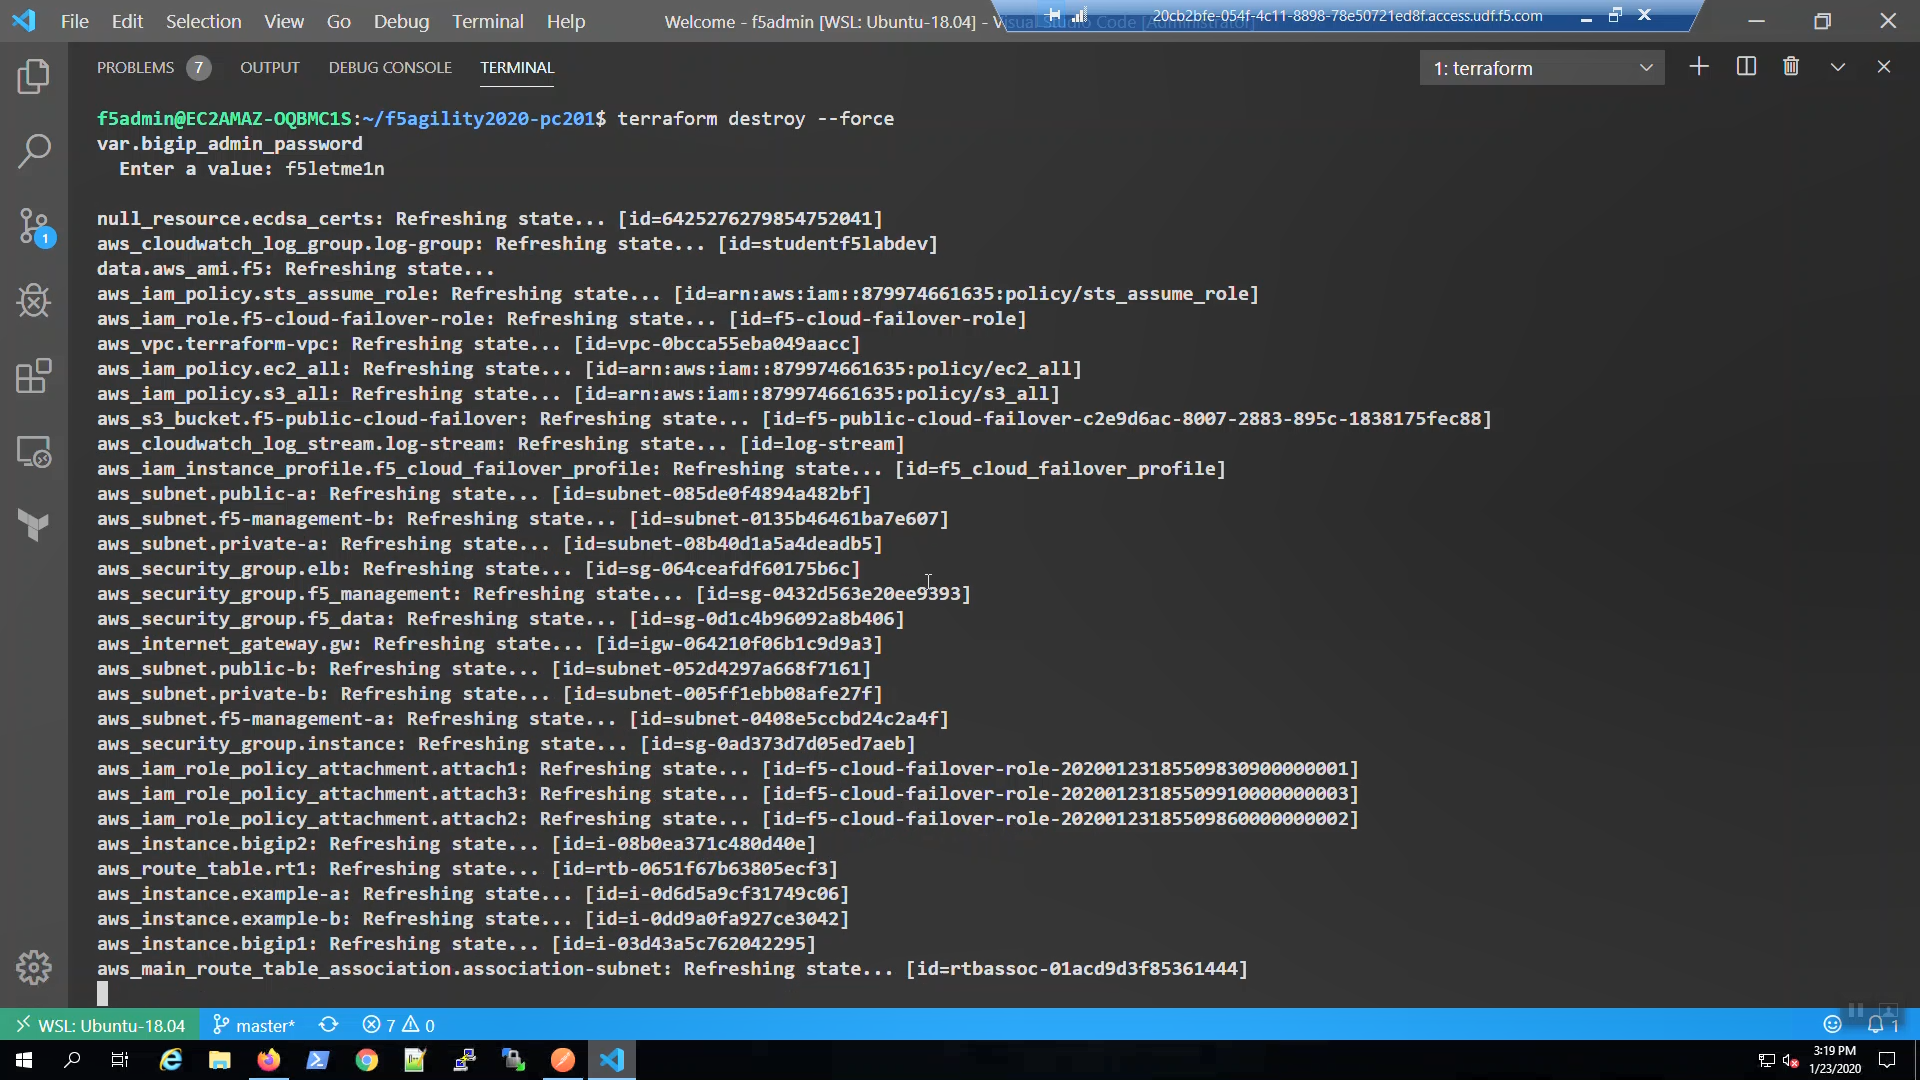 File Edit Selection View Go Debug Terminal Help Welcome - f5admin [WSL: Ubuntu-18.04] - Visual Studio Code [Administrator]
20cb2bfe-054f-4c11-8898-78e50721ed8f.access.udf.f5.com
PROBLEMS 7 OUTPUT DEBUG CONSOLE TERMINAL 1: terraform
f5admin@EC2AMAZ-OQBMC1S:~/f5agility2020-pc201$ terraform destroy --force
var.bigip_admin_password
Enter a value: f5letme1n
null_resource.ecdsa_certs: Refreshing state... [id=6425276279854752041]
aws_cloudwatch_log_group.log-group: Refreshing state... [id=studentf5labdev]
data.aws_ami.f5: Refreshing state...
aws_iam_policy.sts_assume_role: Refreshing state... [id=arn:aws:iam::879974661635:policy/sts_assume_role]
aws_iam_role.f5-cloud-failover-role: Refreshing state... [id=f5-cloud-failover-role]
aws_vpc.terraform-vpc: Refreshing state... [id=vpc-0bcca55eba049aacc]
aws_iam_policy.ec2_all: Refreshing state... [id=arn:aws:iam::879974661635:policy/ec2_all]
aws_iam_policy.s3_all: Refreshing state... [id=arn:aws:iam::879974661635:policy/s3_all]
aws_s3_bucket.f5-public-cloud-failover: Refreshing state... [id=f5-public-cloud-failover-c2e9d6ac-8007-2883-895c-1838175fec88]
aws_cloudwatch_log_stream.log-stream: Refreshing state... [id=log-stream]
aws_iam_instance_profile.f5_cloud_failover_profile: Refreshing state... [id=f5_cloud_failover_profile]
aws_subnet.public-a: Refreshing state... [id=subnet-085de0f4894a482bf]
aws_subnet.f5-management-b: Refreshing state... [id=subnet-0135b46461ba7e607]
aws_subnet.private-a: Refreshing state... [id=subnet-08b40d1a5a4deadb5]
aws_security_group.elb: Refreshing state... [id=sg-064ceafdf60175b6c]
aws_security_group.f5_management: Refreshing state... [id=sg-0432d563e20ee9393]
aws_security_group.f5_data: Refreshing state... [id=sg-0d1c4b96092a8b406]
aws_internet_gateway.gw: Refreshing state... [id=igw-064210f06b1c9d9a3]
aws_subnet.public-b: Refreshing state... [id=subnet-052d4297a668f7161]
aws_subnet.private-b: Refreshing state... [id=subnet-005ff1ebb08afe27f]
aws_subnet.f5-management-a: Refreshing state... [id=subnet-0408e5ccbd24c2a4f]
aws_security_group.instance: Refreshing state... [id=sg-0ad373d7d05ed7aeb]
aws_iam_role_policy_attachment.attach1: Refreshing state... [id=f5-cloud-failover-role-20200123185509830900000001]
aws_iam_role_policy_attachment.attach3: Refreshing state... [id=f5-cloud-failover-role-20200123185509910000000003]
aws_iam_role_policy_attachment.attach2: Refreshing state... [id=f5-cloud-failover-role-20200123185509860000000002]
aws_instance.bigip2: Refreshing state... [id=i-08b0ea371c480d40e]
aws_route_table.rt1: Refreshing state... [id=rtb-0651f67b63805ecf3]
aws_instance.example-a: Refreshing state... [id=i-0d6d5a9cf31749c06]
aws_instance.example-b: Refreshing state... [id=i-0dd9a0fa927ce3042]
aws_instance.bigip1: Refreshing state... [id=i-03d43a5c762042295]
aws_main_route_table_association.association-subnet: Refreshing state... [id=rtbassoc-01acd9d3f85361444]
1
WSL: Ubuntu-18.04 master* 7 0 1
3:19 PM
1/23/2020